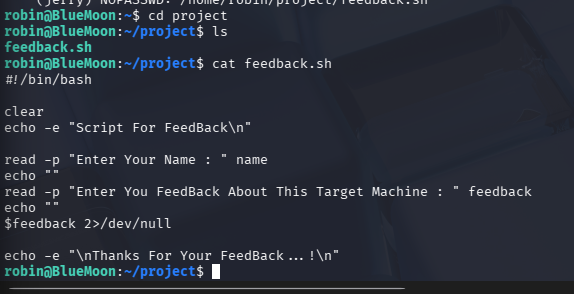 (jerry) NOPASSWD: /home/robin/project/feedback.sh
robin@BlueMoon:~$ cd project
robin@BlueMoon:~/project$ ls
feedback.sh
robin@BlueMoon:~/project$ cat feedback.sh
#!/bin/bash

clear
echo -e "Script For FeedBack\n"

read -p "Enter Your Name : " name
echo ""
read -p "Enter You FeedBack About This Target Machine : " feedback
echo ""
$feedback 2>/dev/null

echo -e "\nThanks For Your FeedBack...!\n"
robin@BlueMoon:~/project$